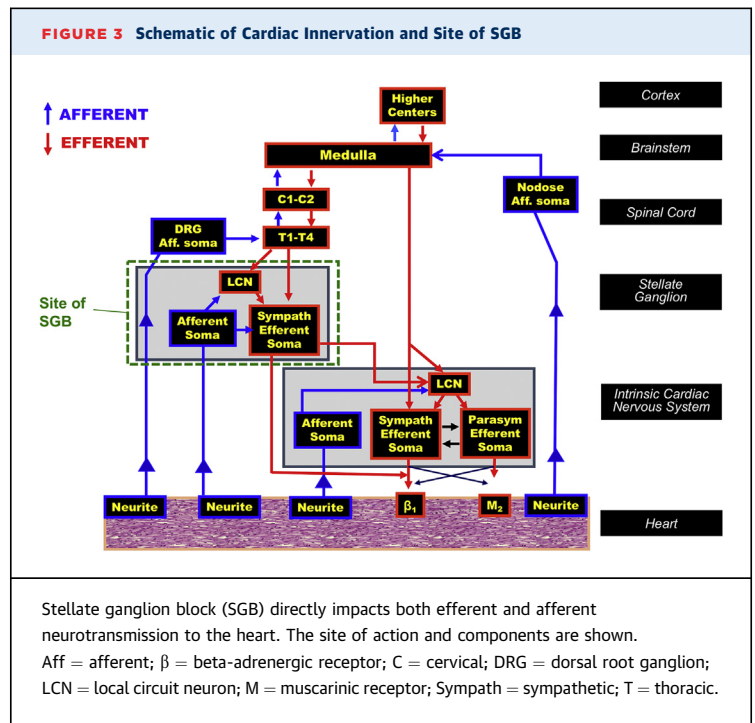 FIGURE 3 Schematic of Cardiac Innervation and Site of SGB
AFFERENT
EFFERENT
Higher
Centers
Medulla
C1-C2
T1-T4
DRG
Aff. soma
Nodose
Aff. soma
Site of
SGB
LCN
Afferent
Soma
Sympath
Efferent
Soma
LCN
Afferent
Soma
Sympath
Efferent
Soma
Parasym
Efferent
Soma
Neurite
Neurite
Neurite
β₁
M₂
Neurite
Cortex
Brainstem
Spinal Cord
Stellate
Ganglion
Intrinsic Cardiac
Nervous System
Heart
Stellate ganglion block (SGB) directly impacts both efferent and afferent
neurotransmission to the heart. The site of action and components are shown.
Aff = afferent; β = beta-adrenergic receptor; C = cervical; DRG = dorsal root ganglion;
LCN = local circuit neuron; M = muscarinic receptor; Sympath = sympathetic; T = thoracic.